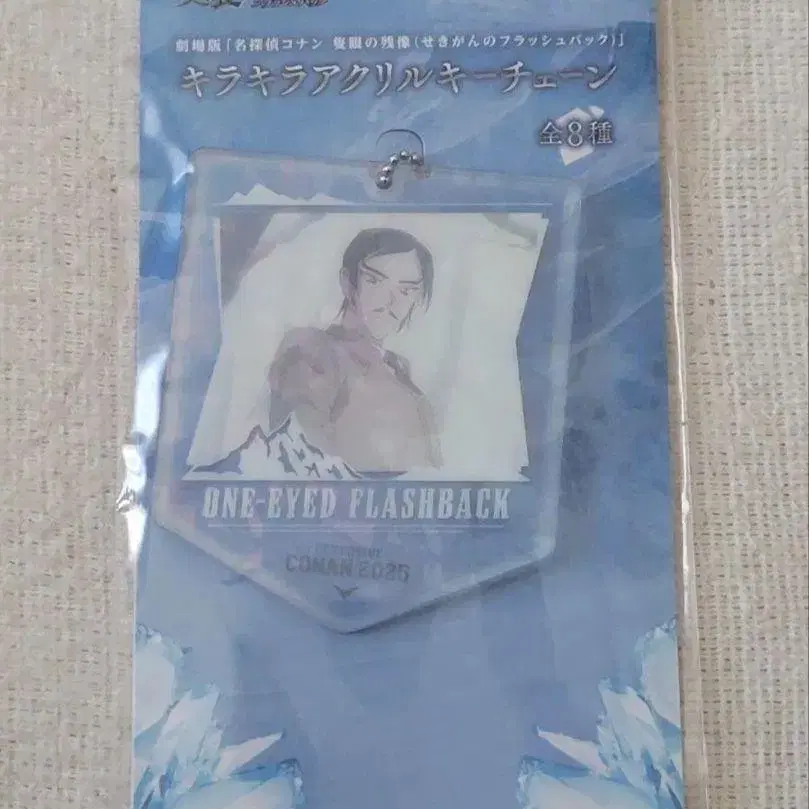 劇場版「名探偵コナン 隻眼の残像(せきがんのフラッシュバック)」
キラキラアクリルキーチェーン
全8種
ONE-EYED FLASHBACK
CONAN 2025